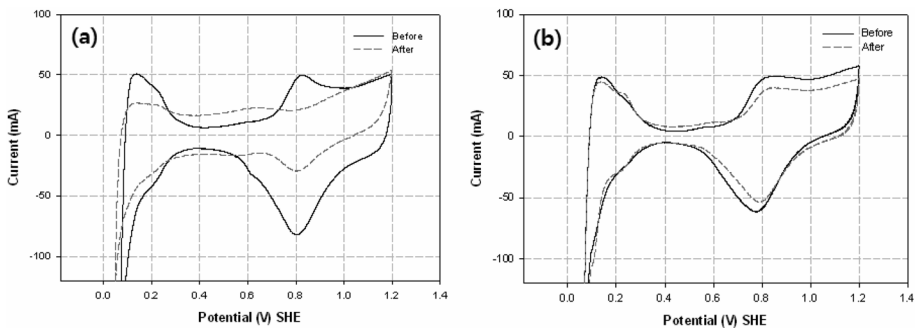 (a)
Before
After
100
50
0
-50
-100
Current (mA)
0.0 0.2 0.4 0.6 0.8 1.0 1.2 1.4
Potential (V) SHE
(b)
Before
After
100
50
0
-50
-100
Current (mA)
0.0 0.2 0.4 0.6 0.8 1.0 1.2 1.4
Potential (V) SHE